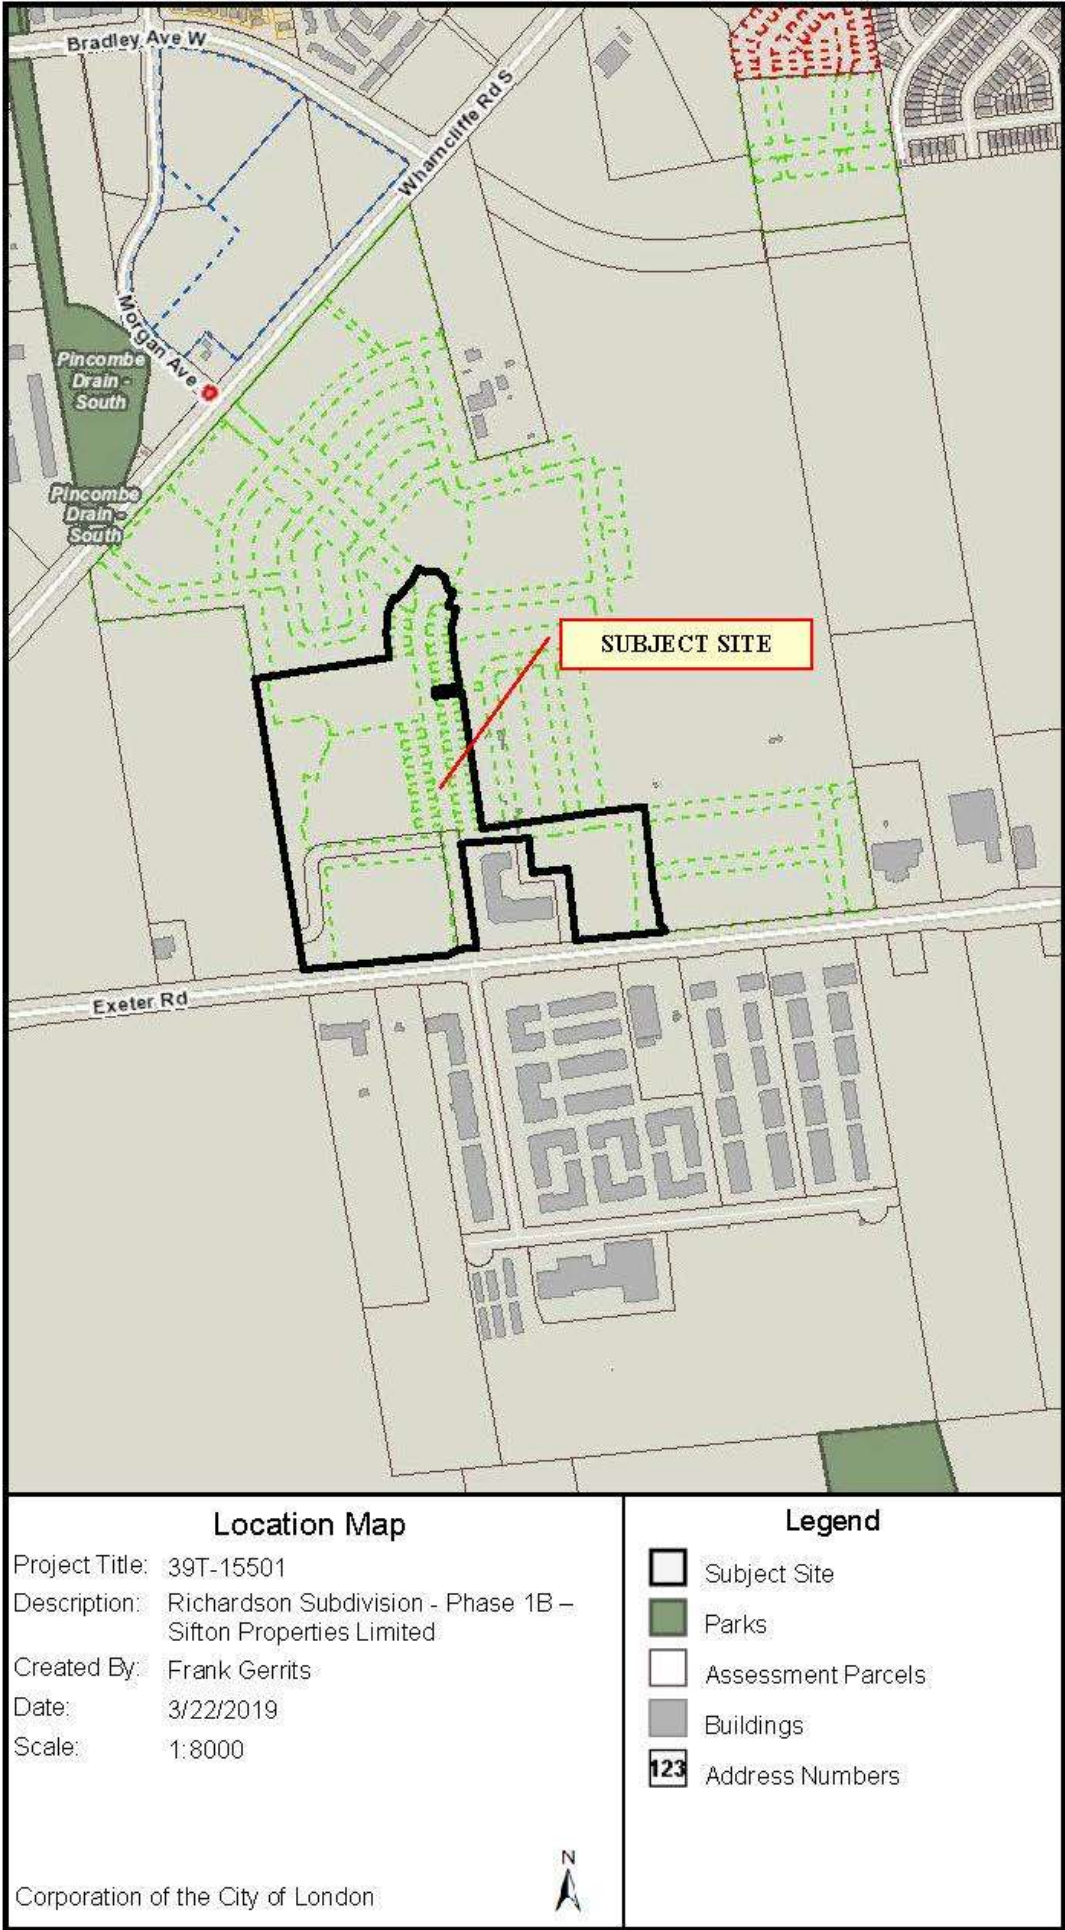 Bradley Ave W
Wharncliffe Rd S
Morgan Ave
Pincombe
Drain -
South
Pincombe
Drain -
South
SUBJECT SITE
Exeter Rd
Location Map
Project Title: 39T-15501
Description: Richardson Subdivision - Phase 1B –
Sifton Properties Limited
Created By: Frank Gerrits
Date: 3/22/2019
Scale: 1:8000
N
Corporation of the City of London
Legend
Subject Site
Parks
Assessment Parcels
Buildings
123 Address Numbers